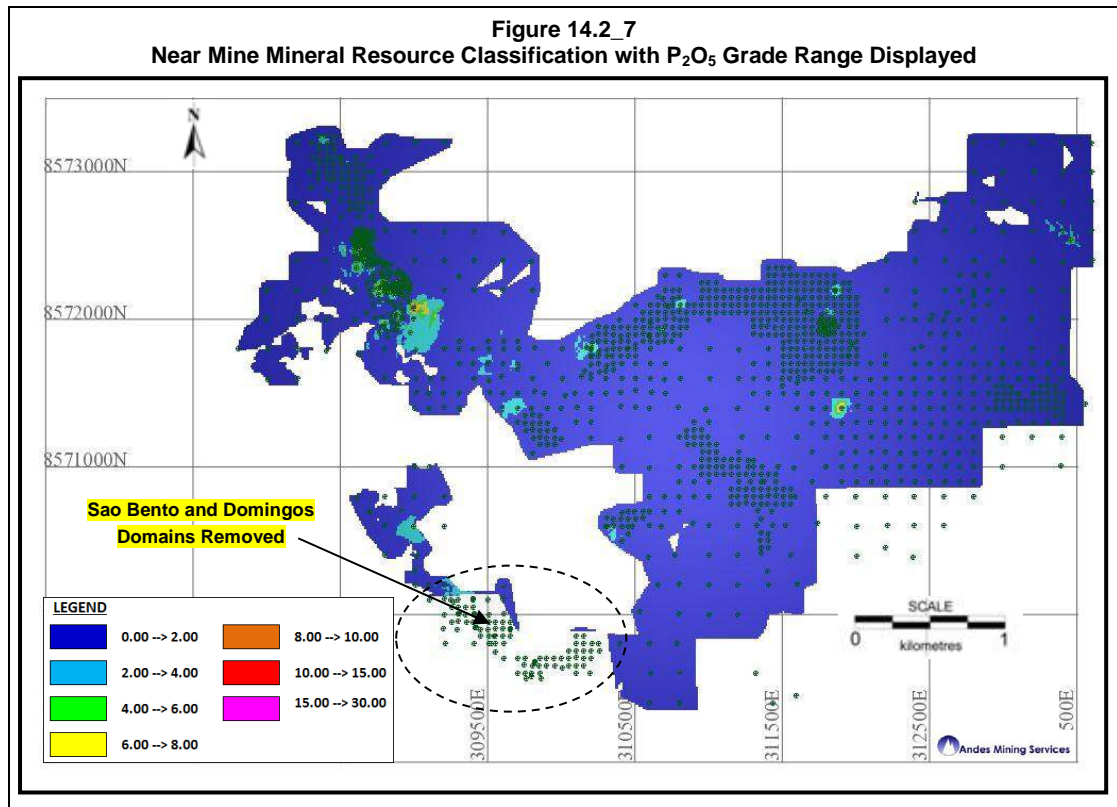 Figure 14.2_7
Near Mine Mineral Resource Classification with P₂O₅ Grade Range Displayed
N
8573000N
8572000N
8571000N
Sao Bento and Domingos
Domains Removed
LEGEND
0.00 --> 2.00
8.00 --> 10.00
2.00 --> 4.00
10.00 --> 15.00
4.00 --> 6.00
15.00 --> 30.00
6.00 --> 8.00
309500E
310500E
311500E
312500E
500E
SCALE
0
1
kilometres
Andes Mining Services